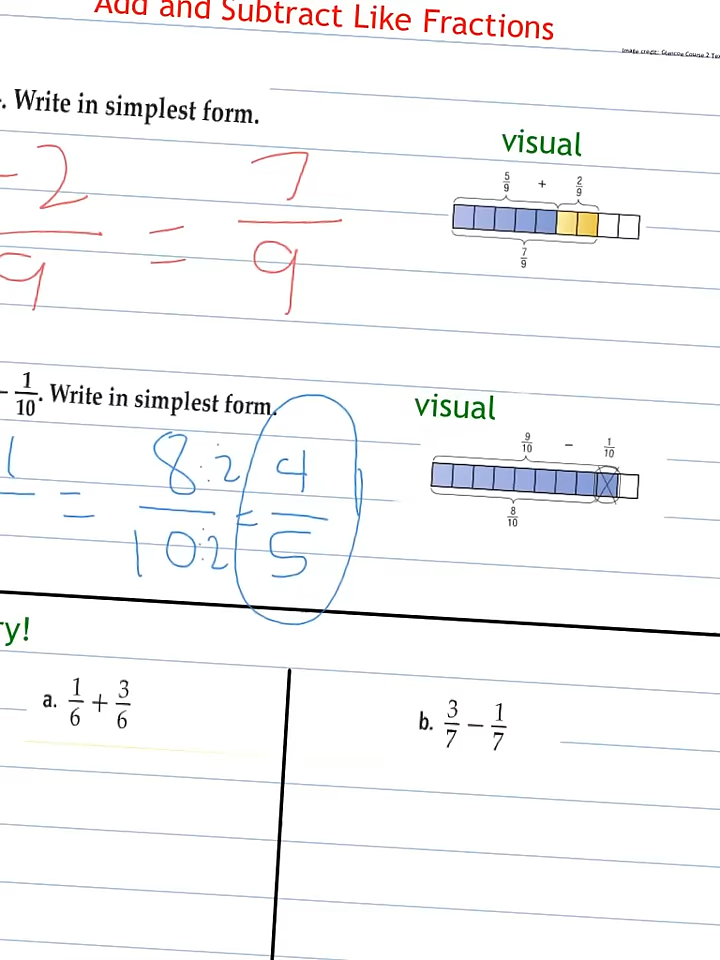 Add and Subtract Like Fractions
Image credit: Glencoe Course 2
. Write in simplest form.
visual
5/9 + 2/9
2/9 = 7/9
7/9
- 1/10. Write in simplest form.
visual
9/10 - 1/10
1 = 8:2/10:2 = 4/5
8/10
ry!
a. 1/6 + 3/6
b. 3/7 - 1/7